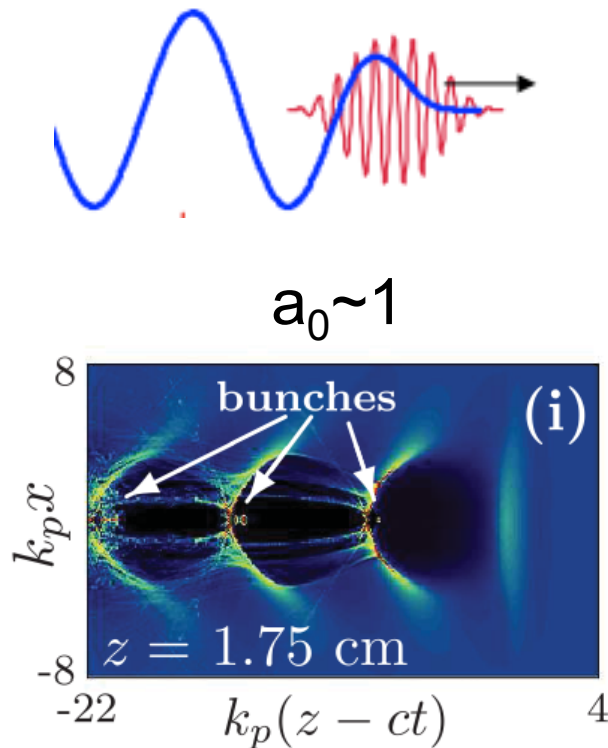 a₀~1
8
bunches
(i)
kₚx
z = 1.75 cm
-8
-22
4
kₚ(z − ct)